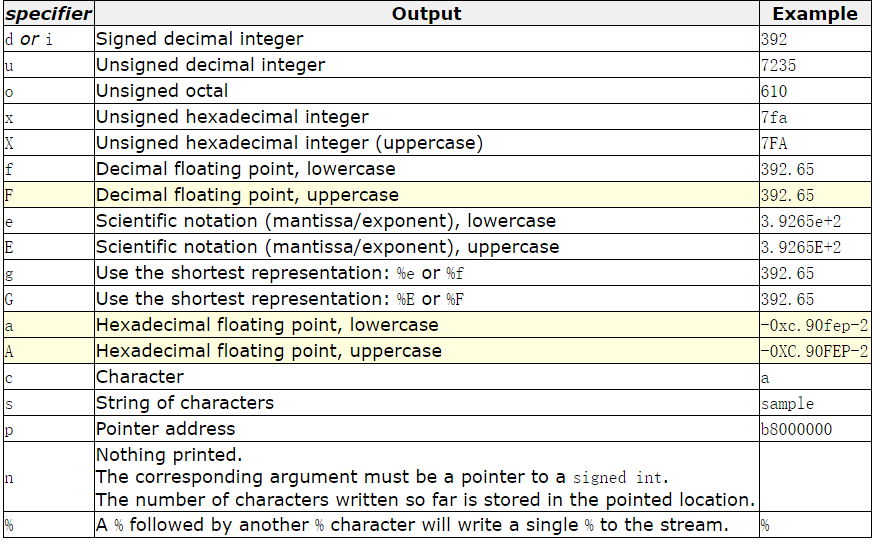 specifier Output Example
d or i Signed decimal integer 392
u Unsigned decimal integer 7235
o Unsigned octal 610
x Unsigned hexadecimal integer 7fa
X Unsigned hexadecimal integer (uppercase) 7FA
f Decimal floating point, lowercase 392.65
F Decimal floating point, uppercase 392.65
e Scientific notation (mantissa/exponent), lowercase 3.9265e+2
E Scientific notation (mantissa/exponent), uppercase 3.9265E+2
g Use the shortest representation: %e or %f 392.65
G Use the shortest representation: %E or %F 392.65
a Hexadecimal floating point, lowercase -0xc.90fep-2
A Hexadecimal floating point, uppercase -0XC.90FEP-2
c Character a
s String of characters sample
p Pointer address b8000000
n
Nothing printed.
The corresponding argument must be a pointer to a signed int.
The number of characters written so far is stored in the pointed location.
% A % followed by another % character will write a single % to the stream. %